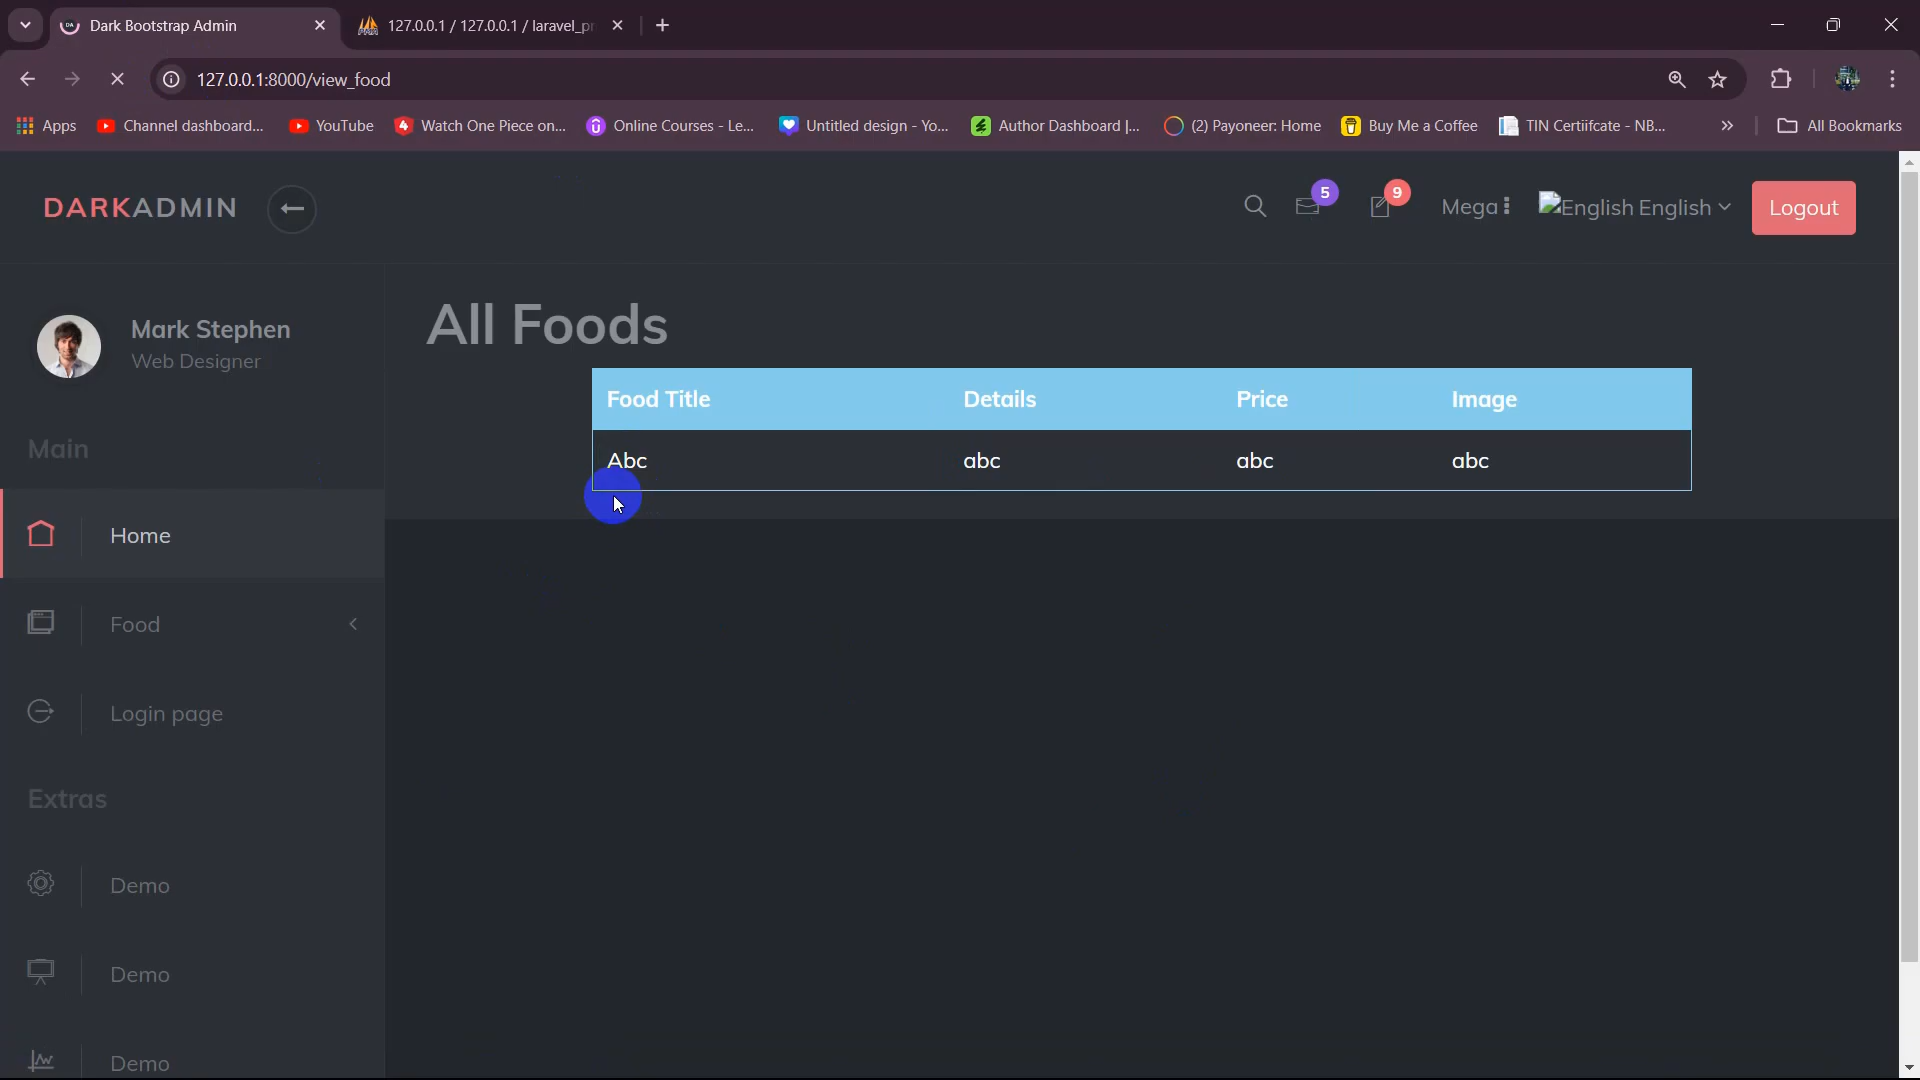 Dark Bootstrap Admin
127.0.0.1 / 127.0.0.1 / laravel_pr
127.0.0.1:8000/view_food
Apps
Channel dashboard...
YouTube
Watch One Piece on...
Online Courses - Le...
Untitled design - Yo...
Author Dashboard |...
(2) Payoneer: Home
Buy Me a Coffee
TIN Certiifcate - NB...
»
All Bookmarks
DARKADMIN
5
9
Mega
English English
Logout
Mark Stephen
Web Designer
Main
Home
Food
Login page
Extras
Demo
Demo
Demo
All Foods
Food Title Details Price Image
Abc abc abc abc